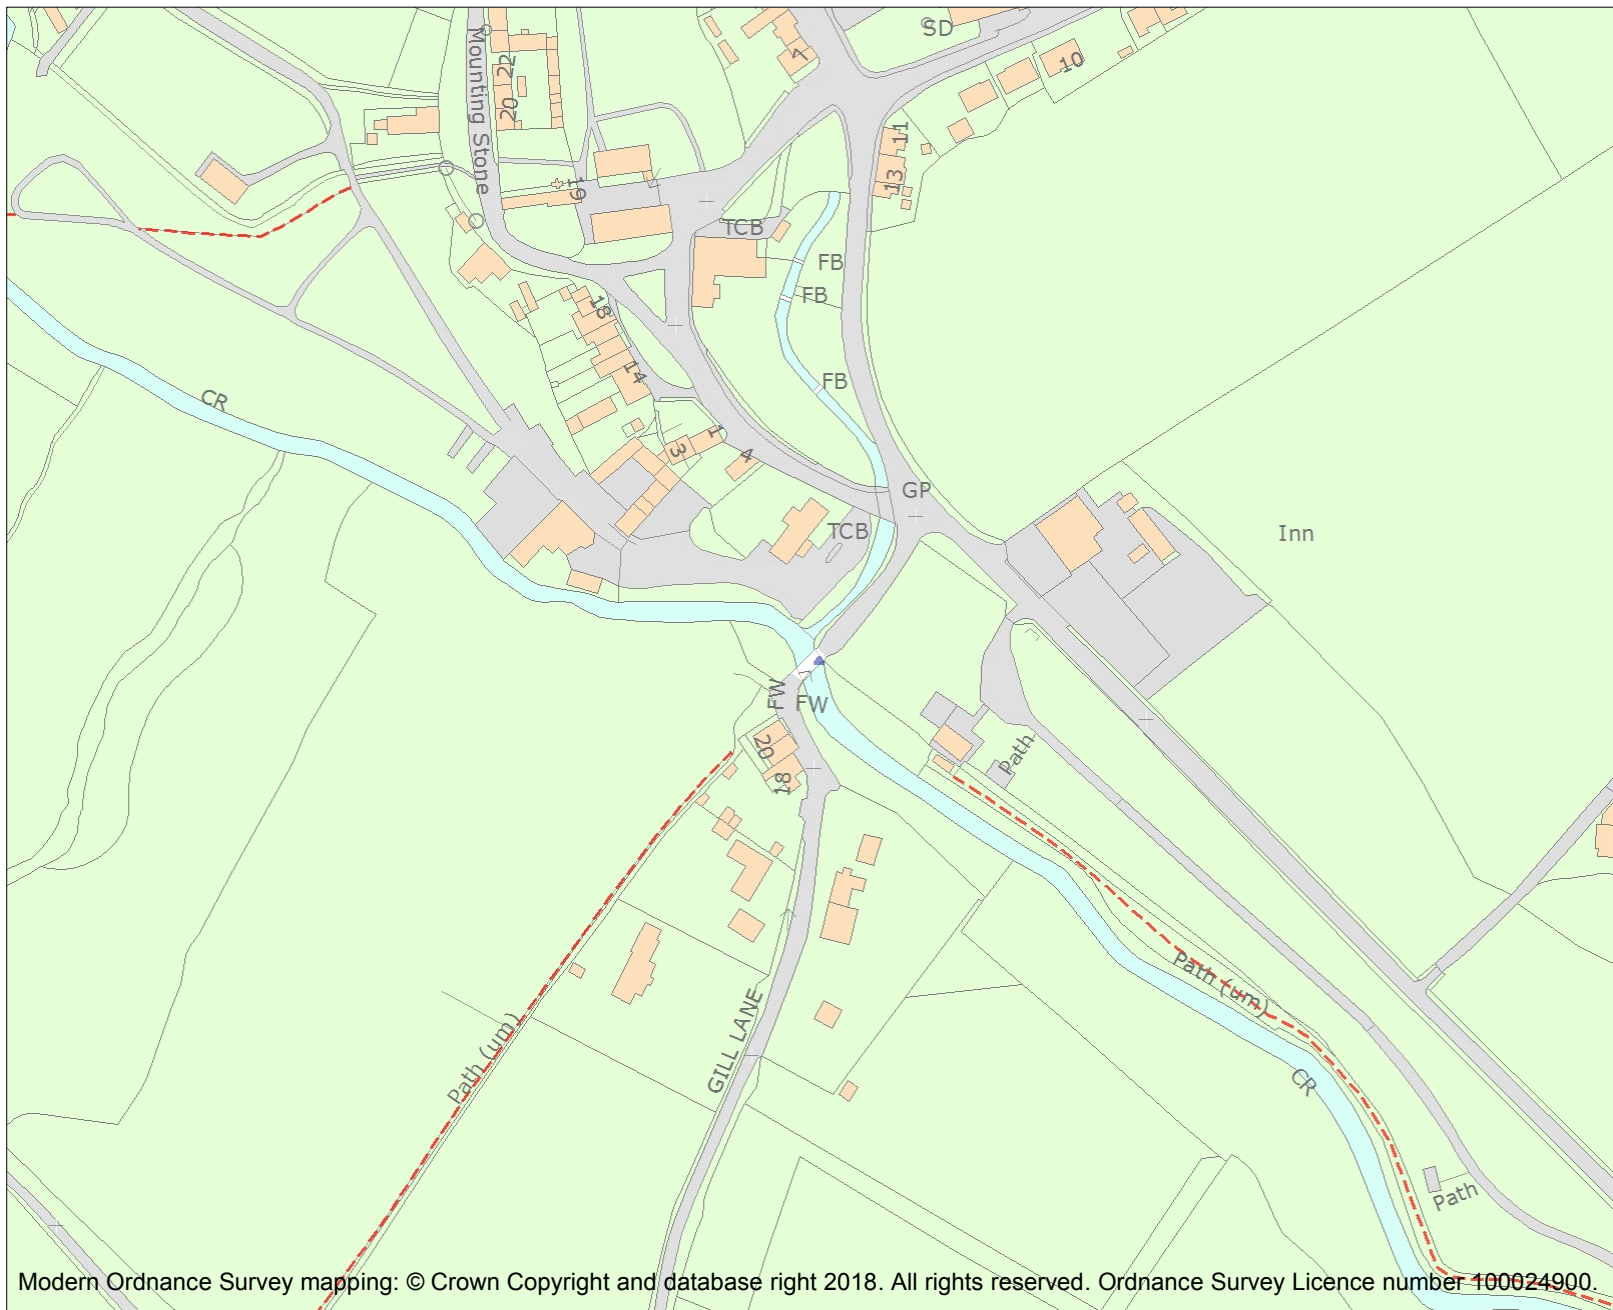 SD
7
10
Mounting Stone
22
20
11
13
19
TCB
FB
FB
18
14
FB
CR
1
3
4
GP
TCB
Inn
FW
FW
20
18
Path
Path (um)
Path (um)
GILL LANE
CR
Path
Modern Ordnance Survey mapping: © Crown Copyright and database right 2018. All rights reserved. Ordnance Survey Licence number 100024900.